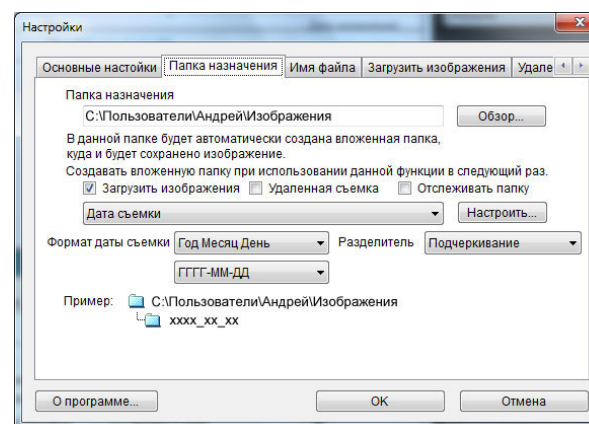 Настройки
Основные настойки Папка назначения Имя файла Загрузить изображения Удале
Папка назначения
C:\Пользователи\Андрей\Изображения Обзор...
В данной папке будет автоматически создана вложенная папка,
куда и будет сохранено изображение.
Создавать вложенную папку при использовании данной функции в следующий раз.
Загрузить изображения Удаленная съемка Отслеживать папку
Дата съемки Настроить...
Формат даты съемки Год Месяц День Разделитель Подчеркивание
ГГГГ-ММ-ДД
Пример: C:\Пользователи\Андрей\Изображения
xxxx_xx_xx
О программе... OK Отмена